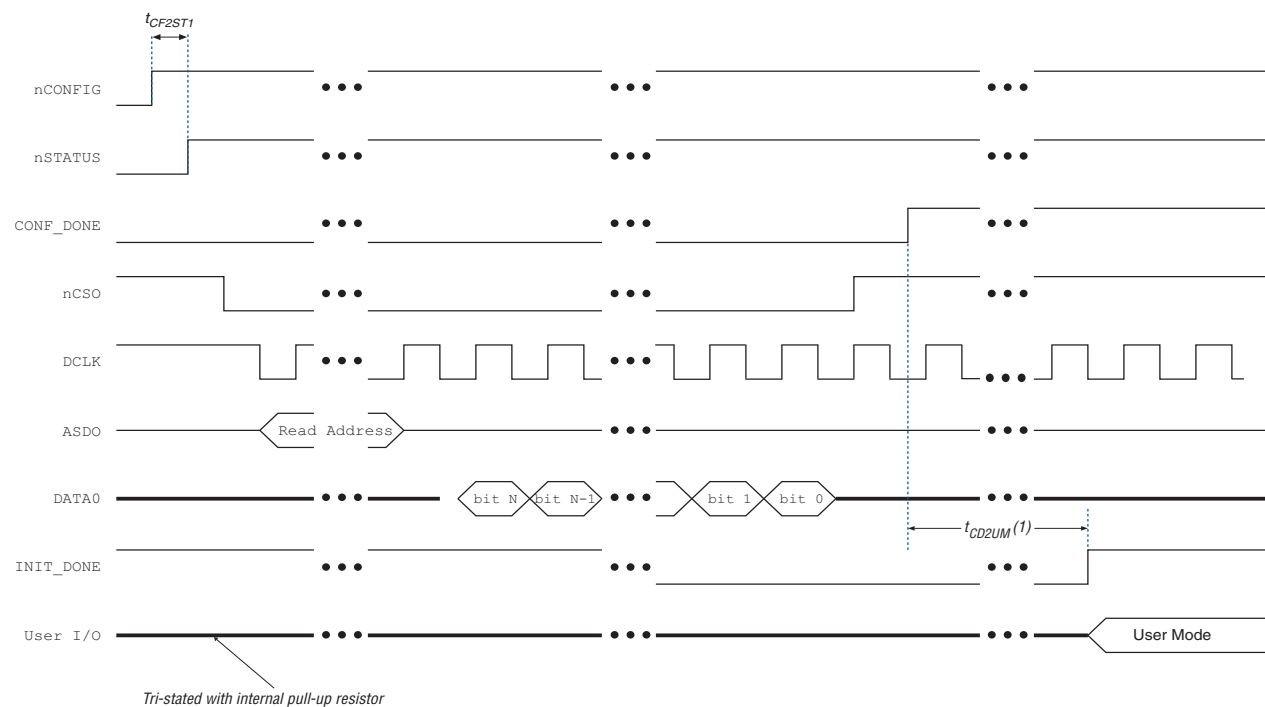 tCF2ST1
nCONFIG
nSTATUS
CONF_DONE
nCSO
DCLK
ASDO
Read Address
DATA0
bit N
bit N-1
bit 1
bit 0
tCD2UM (1)
INIT_DONE
User I/O
User Mode
Tri-stated with internal pull-up resistor